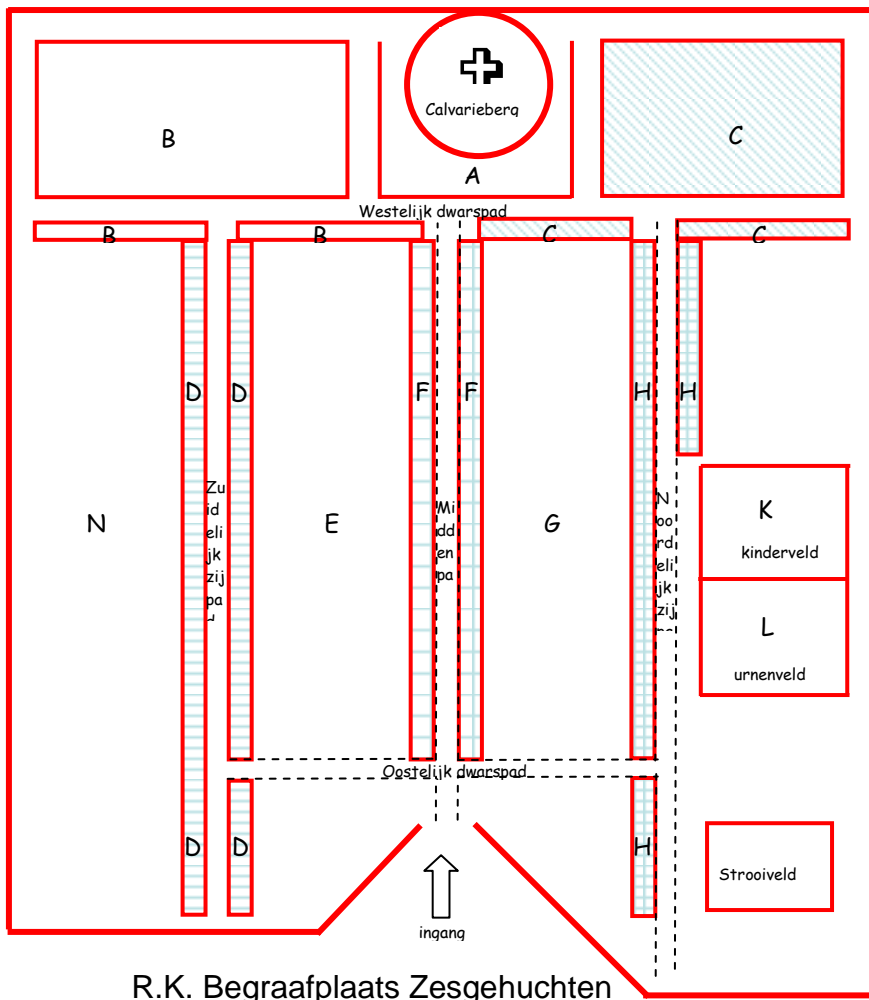 B
Calvarieberg
C
A
Westelijk dwarspad
B
B
C
C
D
D
F
F
H
H
N
Zu
id
elij
jk
zij
pa
E
Mi
dd
en
pa
G
N
oo
rd
eli
jk
zij
K
kinderveld
L
urnenveld
Oostelijk dwarspad
D
D
H
Strooiveld
ingang
R.K. Begraafplaats Zesgehuchten